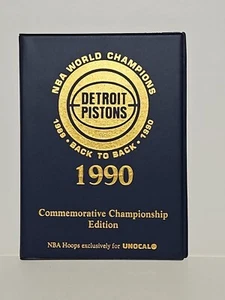 NBA WORLD CHAMPIONS
DETROIT
PISTONS
1989 • BACK TO BACK • 1990
1990
Commemorative Championship
Edition
NBA Hoops exclusively for UNOCAL